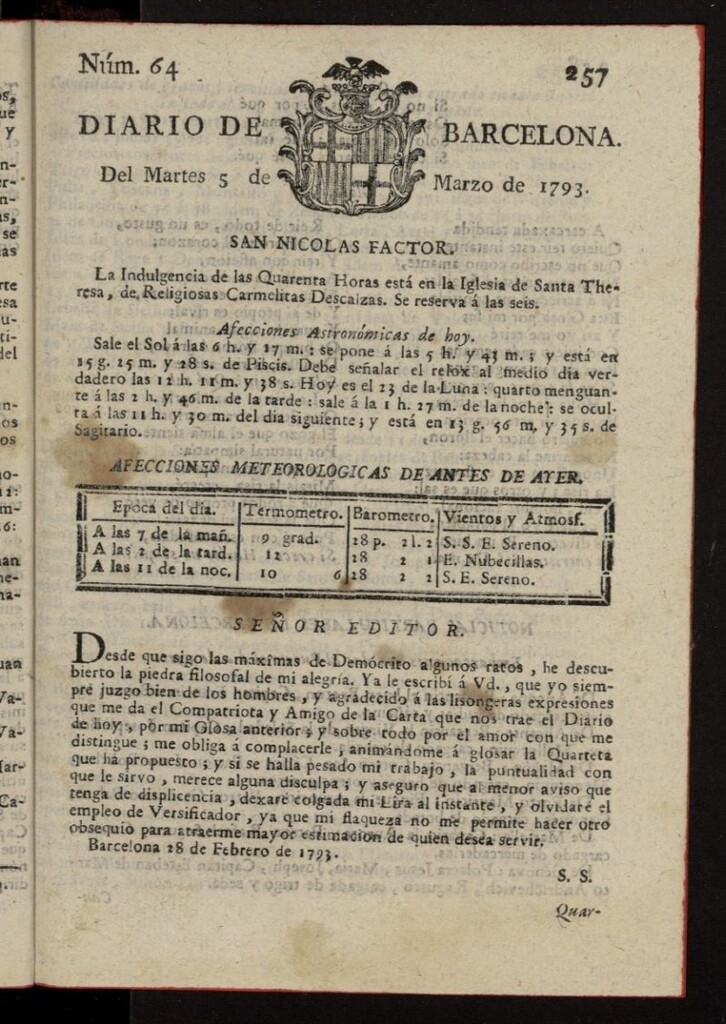 Núm. 64
257
DIARIO DE BARCELONA.
Del Martes 5 de Marzo de 1793.
SAN NICOLAS FACTOR.
La Indulgencia de las Quarenta Horas está en la Iglesia de Santa The-
resa, de Religiosas Carmelitas Descalzas. Se reserva á las seis.
Afecciones Astronómicas de hoy.
Sale el Sol á las 6 h. y 17 m.: se pone á las 5 h. y 43 m.; y está en
15 g. 25 m. y 28 s. de Piscis. Debe señalar el relox al medio dia ver-
dadero las 12 h. 11 m. y 38 s. Hoy es el 23 de la Luna: quarto menguan-
te á las 2 h. y 46 m. de la tarde: sale á la 1 h. 27 m. de la noche: se ocul-
ta á las 11 h. y 30 m. del dia siguiente; y está en 13 g. 56 m. y 35 s. de
Sagitario.
AFECCIONES METEOROLOGICAS DE ANTES DE AYER.
Epoca del dia. Termometro. Barometro. Vientos y Atmosf.
A las 7 de la mañ. 9 grad. 28 p. 2 l. 2 S. S. E. Sereno.
A las 2 de la tard. 12 28 2 1 E. Nubecillas.
A las 11 de la noc. 10 6 28 2 2 S. E. Sereno.
SEÑOR EDITOR.
Desde que sigo las máximas de Demócrito algunos ratos, he descu-
bierto la piedra filosofal de mi alegría. Ya le escribí á Vd., que yo siem-
pre juzgo bien de los hombres, y agradecido á las lisongeras expresiones
que me da el Compatriota y Amigo de la Carta que nos trae el Diario
de hoy, por mi Glosa anterior; y sobre todo por el amor con que me
distingue; me obliga á complacerle, animándome á glosar la Quarteta
que ha propuesto; y si se halla pesado mi trabajo, la puntualidad con
que le sirvo, merece alguna disculpa; y aseguro que al menor aviso que
tenga de displicencia, dexaré colgada mi Lira al instante, y olvidaré el
empleo de Versificador, ya que mi flaqueza no me permite hacer otro
obsequio para atraerme mayor estimacion de quien desea servir.
Barcelona 28 de Febrero de 1793.
S. S.
Quar-